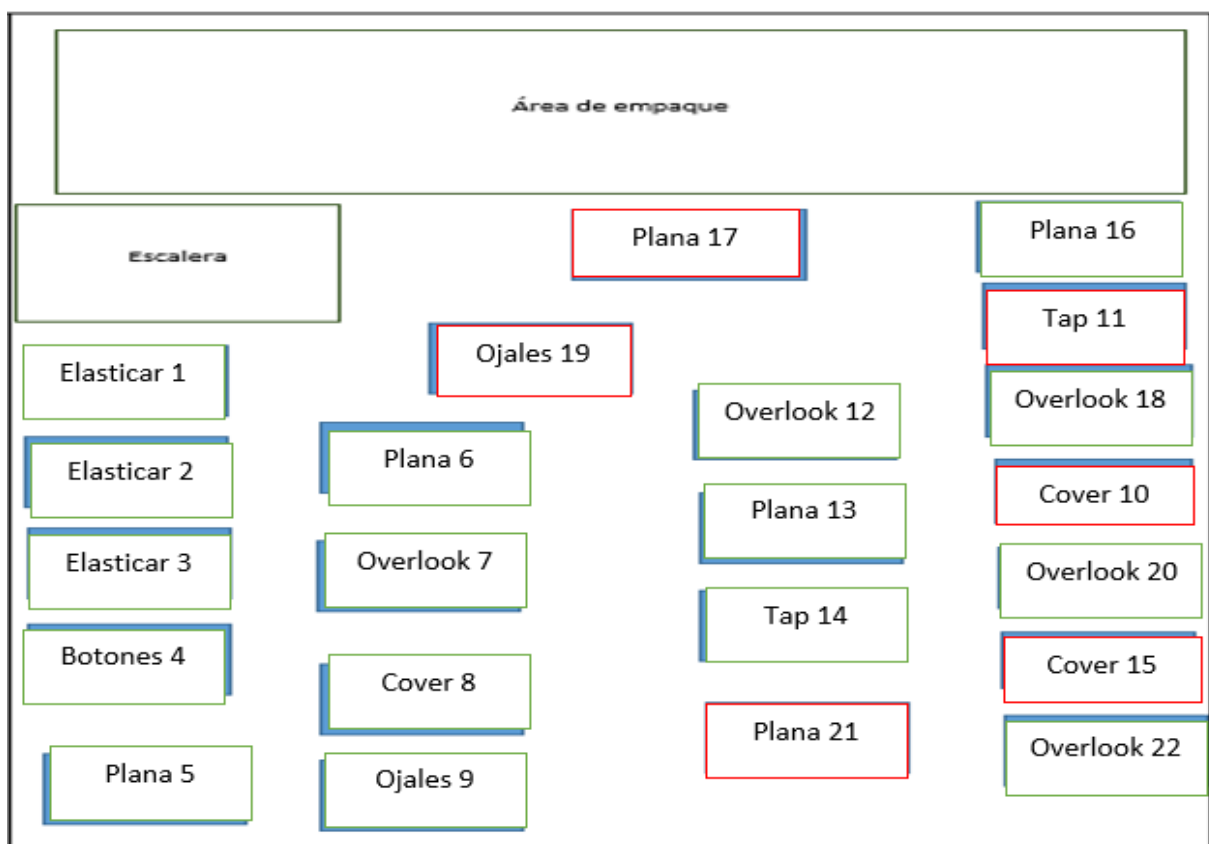 Área de empaque
Escalera
Plana 17
Plana 16
Tap 11
Ojales 19
Elasticar 1
Overlook 12
Overlook 18
Elasticar 2
Plana 6
Cover 10
Plana 13
Elasticar 3
Overlook 7
Overlook 20
Tap 14
Botones 4
Cover 8
Cover 15
Plana 21
Overlook 22
Plana 5
Ojales 9